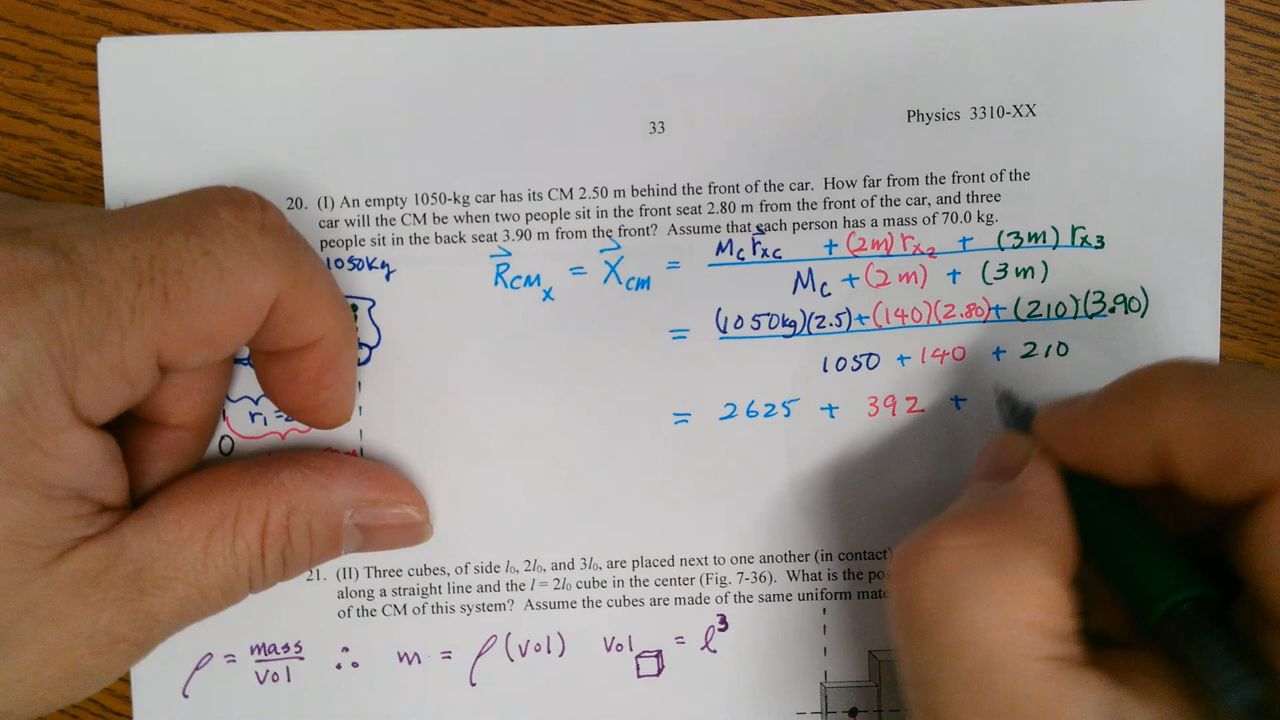 33
Physics 3310-XX
20. (I) An empty 1050-kg car has its CM 2.50 m behind the front of the car. How far from the front of the
car will the CM be when two people sit in the front seat 2.80 m from the front of the car, and three
people sit in the back seat 3.90 m from the front? Assume that each person has a mass of 70.0 kg.
1050Kg
R⃗CMx = X⃗cm = (Mc r⃗xc + (2m) rx2 + (3m) rx3) / (Mc + (2m) + (3m))
= (1050kg)(2.5)+(140)(2.80)+(210)(3.90)
1050 + 140 + 210
= 2625 + 392 +
r₁ =
0
21. (II) Three cubes, of side l₀, 2l₀, and 3l₀, are placed next to one another (in contact)
along a straight line and the l = 2l₀ cube in the center (Fig. 7-36). What is the
of the CM of this system? Assume the cubes are made of the same uniform
ρ = mass/vol ∴ m = ρ(vol) vol = l³